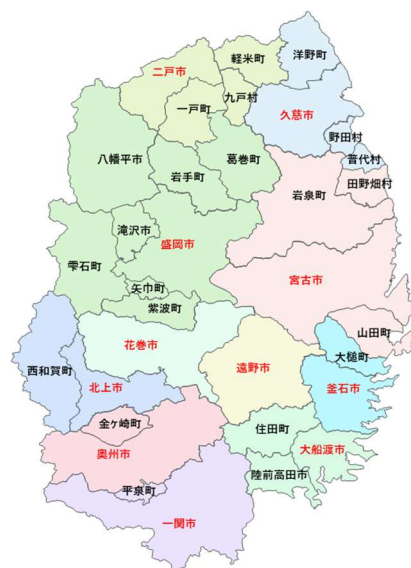 洋野町
軽米町
二戸市
九戸村
一戸町
久慈市
野田村
普代村
八幡平市
葛巻町
岩手町
田野畑村
岩泉町
滝沢市
盛岡市
雫石町
宮古市
矢巾町
紫波町
山田町
花巻市
大槌町
西和賀町
遠野市
北上市
釜石市
金ヶ崎町
住田町
奥州市
大船渡市
陸前高田市
平泉町
一関市